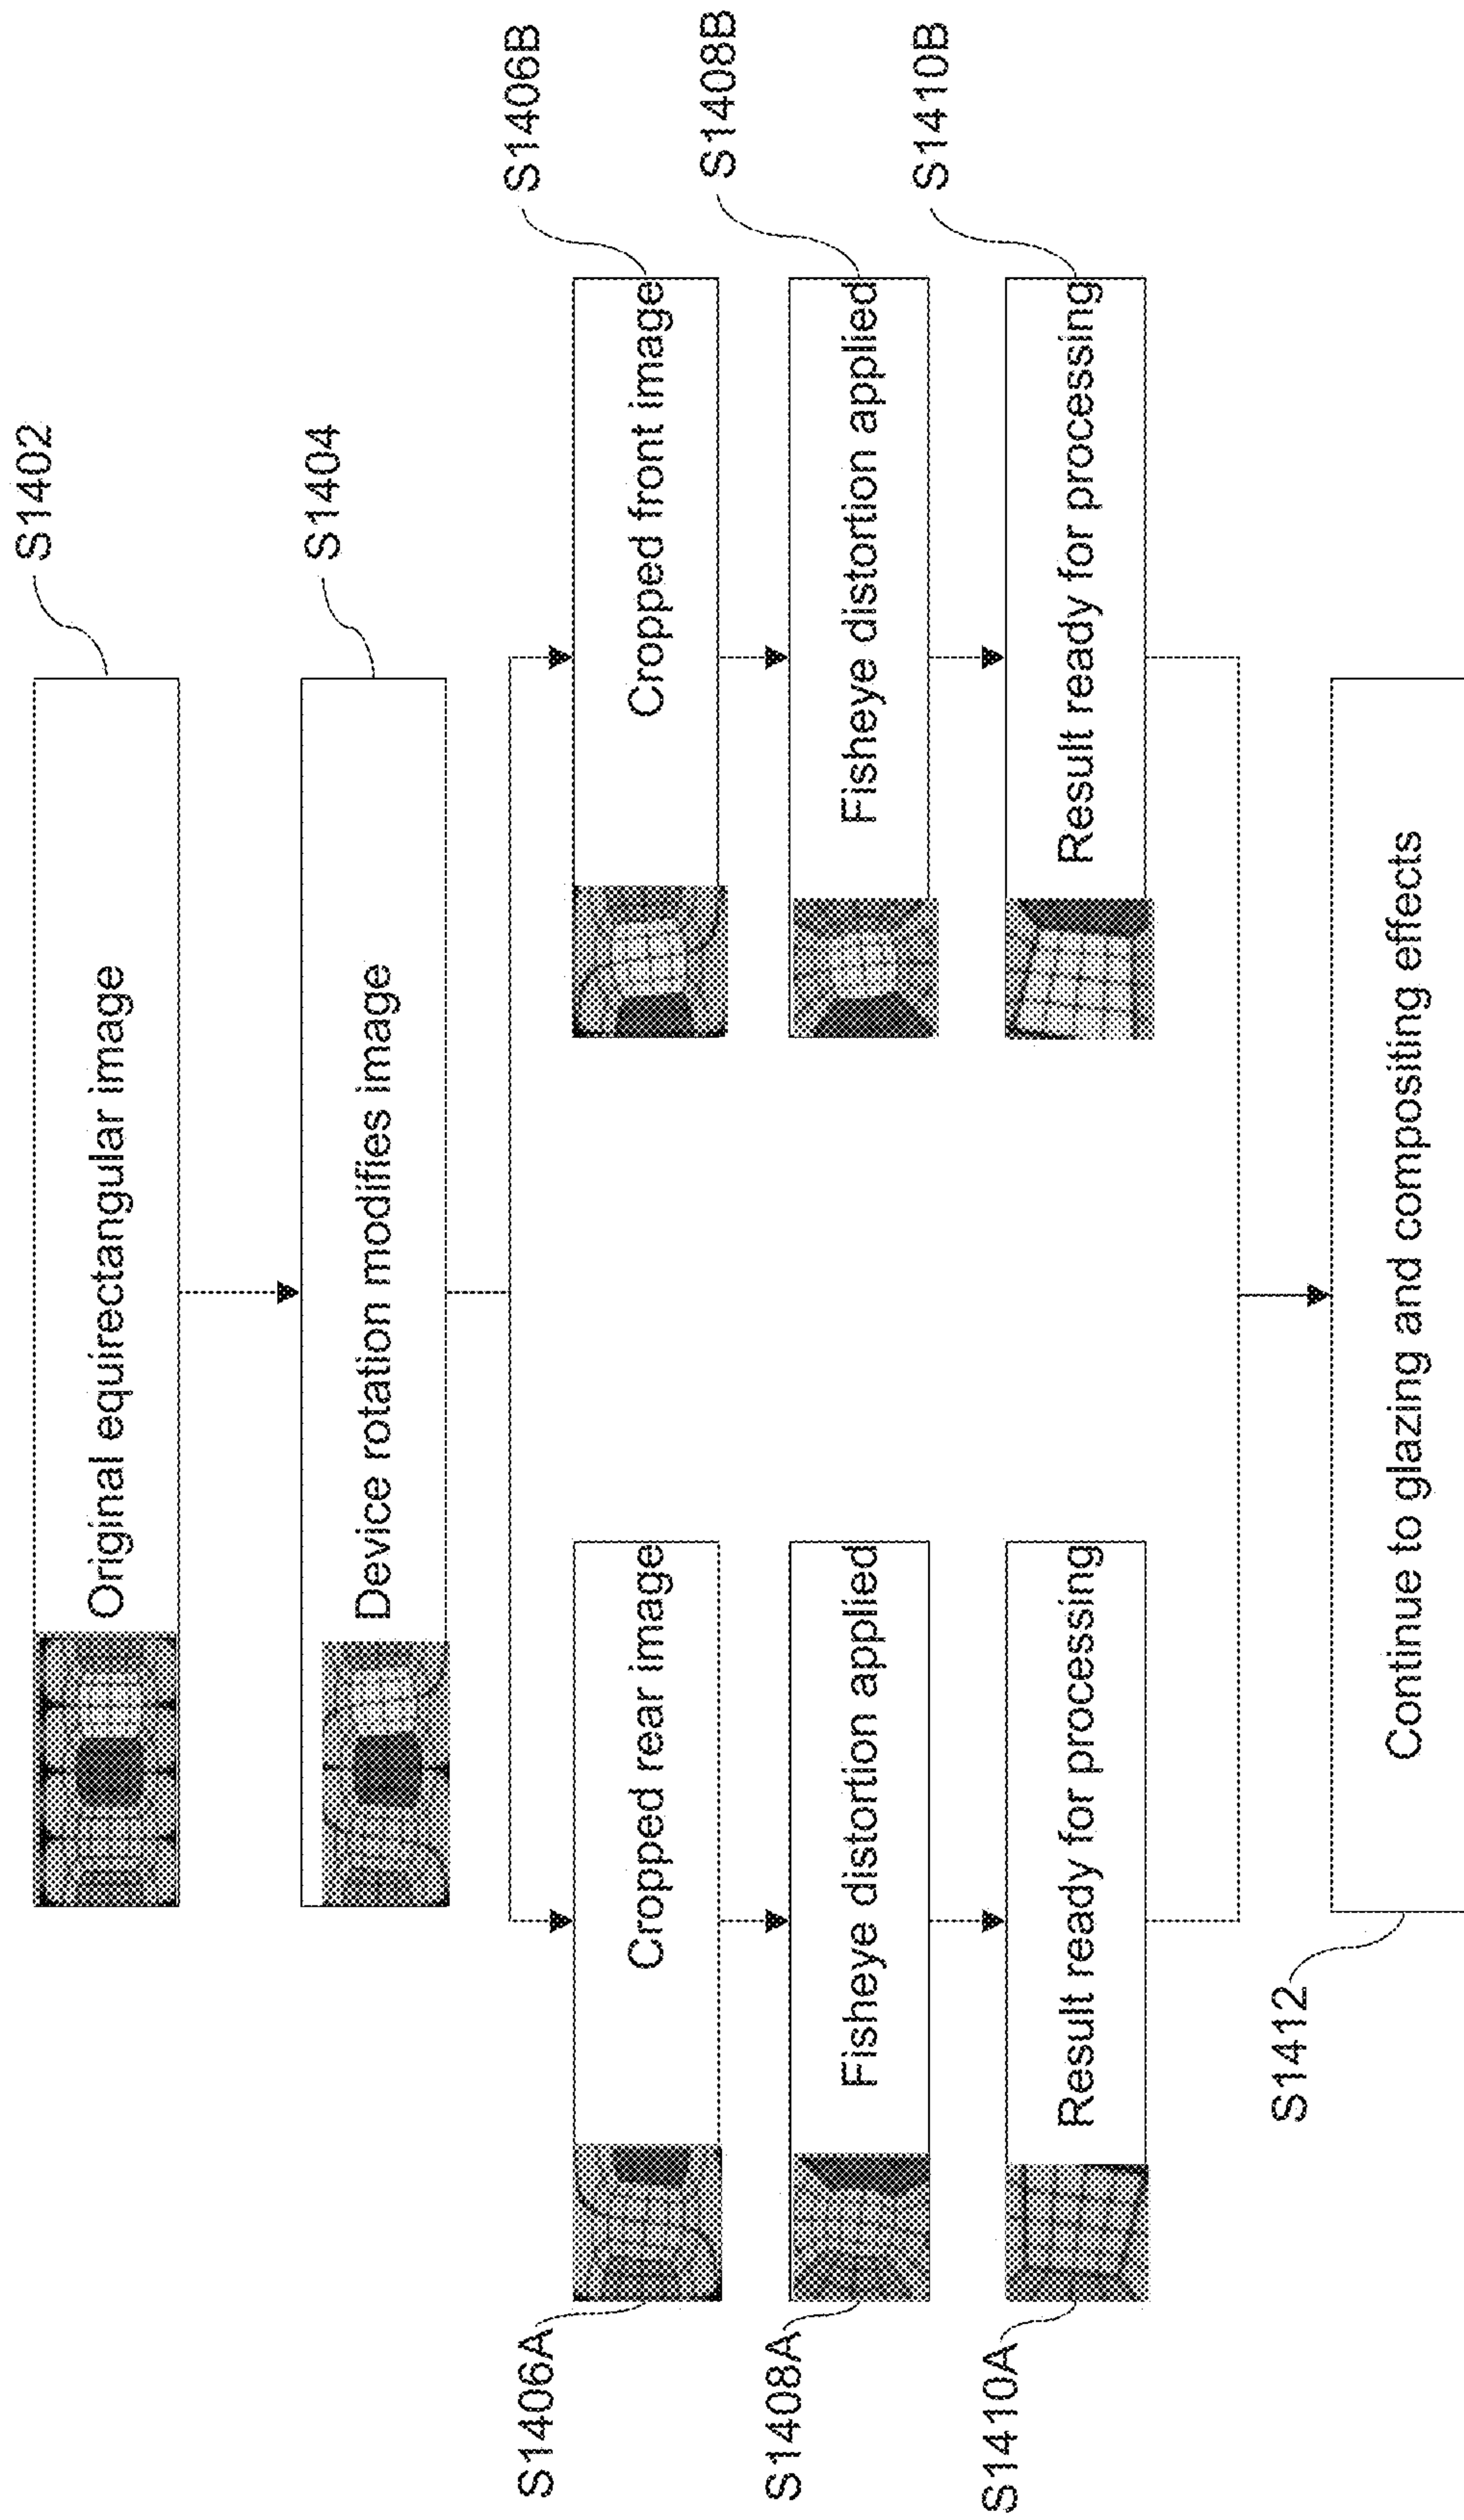 S1402
Original equirectangular image
S1404
Device rotation modifies image
S1406A
Cropped rear image
Cropped front image
S1406B
S1408A
Fisheye distortion applied
Fisheye distortion applied
S1408B
S1410A
Result ready for processing
Result ready for processing
S1410B
S1412
Continue to glazing and compositing effects